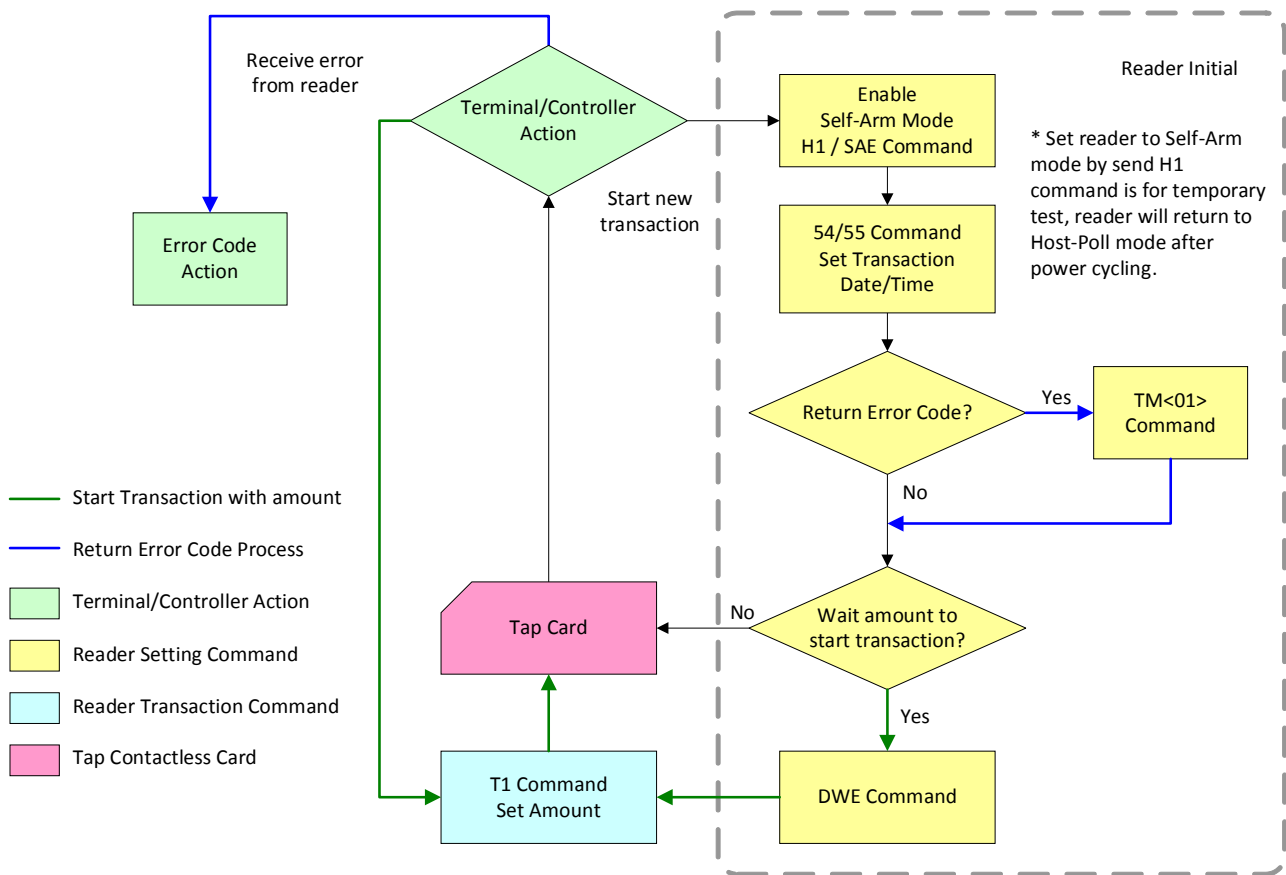 Receive error
from reader
Terminal/Controller
Action
Start new
transaction
Error Code
Action
Reader Initial
Enable
Self-Arm Mode
H1 / SAE Command
* Set reader to Self-Arm
mode by send H1
command is for temporary
test, reader will return to
Host-Poll mode after
power cycling.
54/55 Command
Set Transaction
Date/Time
Return Error Code?
Yes
TM<01>
Command
No
Wait amount to
start transaction?
No
Tap Card
Yes
DWE Command
T1 Command
Set Amount
Start Transaction with amount
Return Error Code Process
Terminal/Controller Action
Reader Setting Command
Reader Transaction Command
Tap Contactless Card